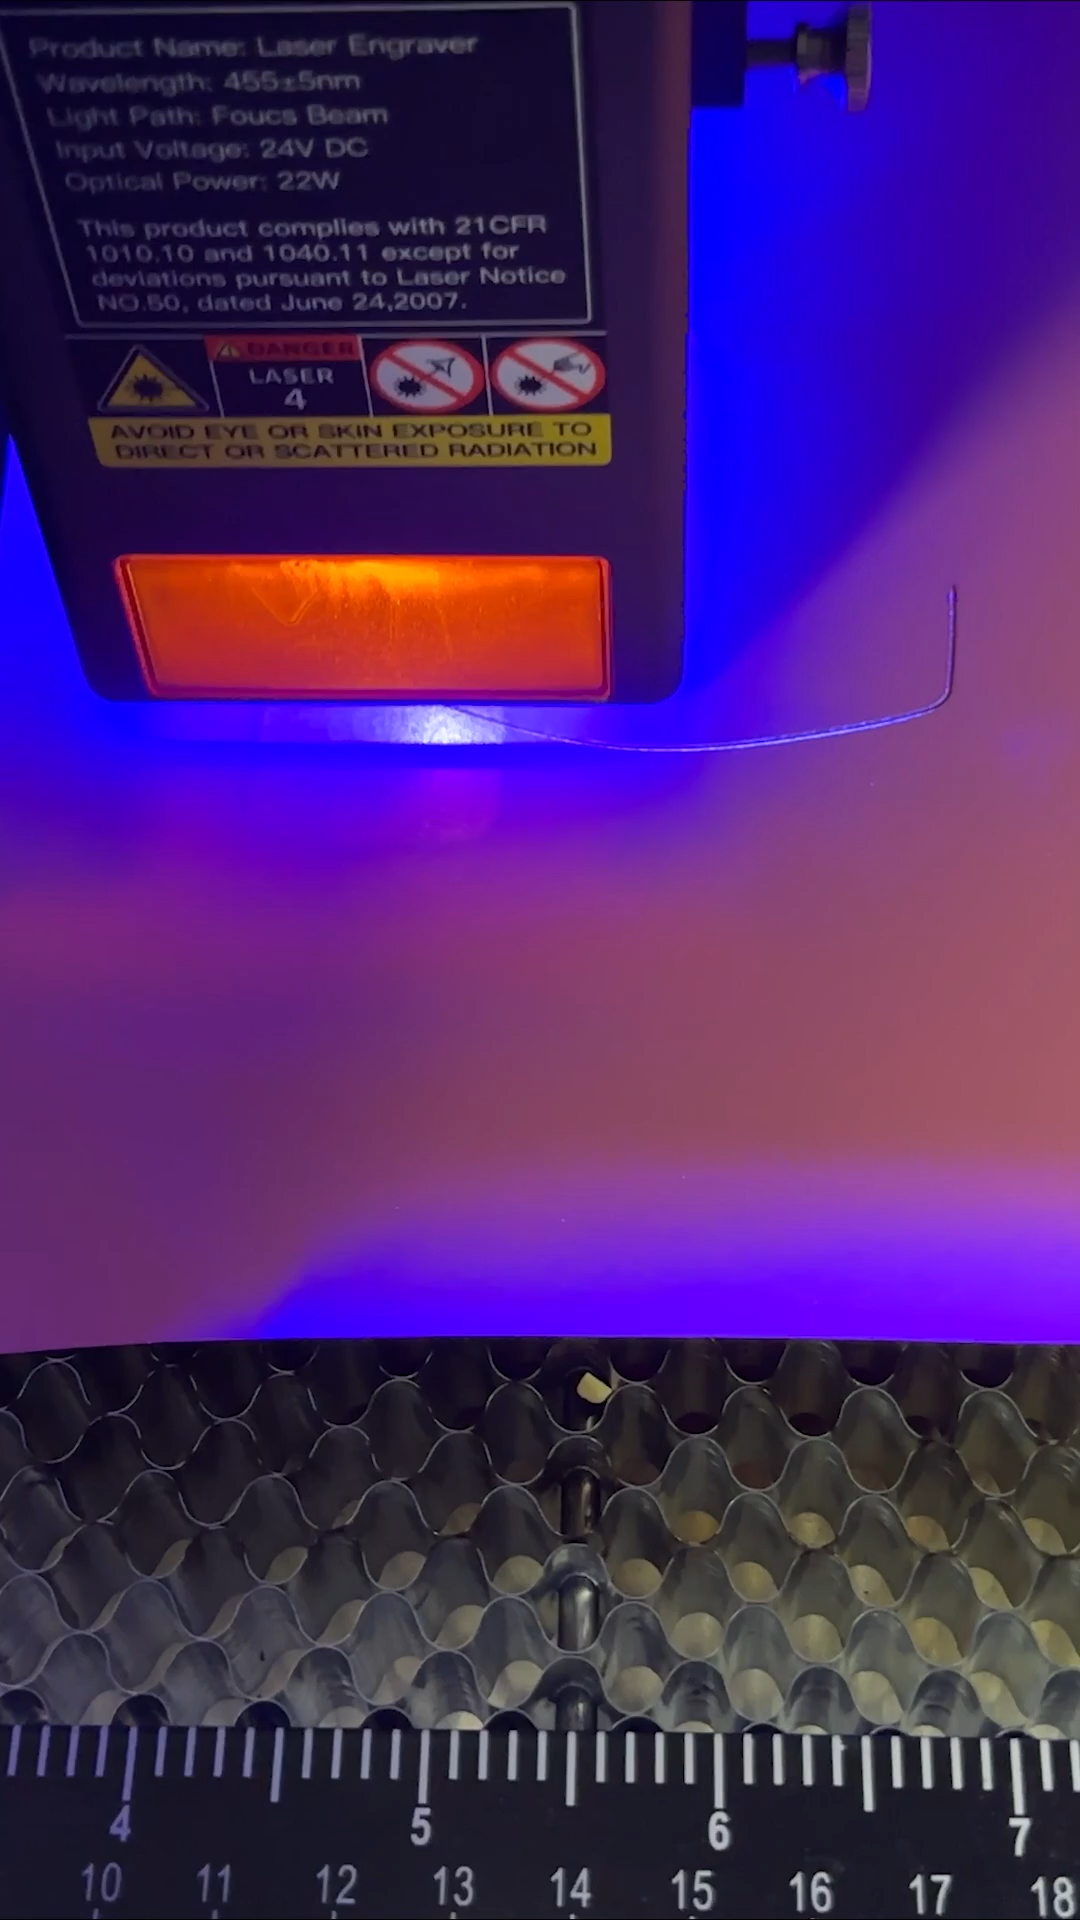 Product Name: Laser Engraver
Wavelength: 455±5nm
Light Path: Foucs Beam
Input Voltage: 24V DC
Optical Power: 22W
This product complies with 21CFR
1010.10 and 1040.11 except for
deviations pursuant to Laser Notice
NO.50, dated June 24,2007.
DANGER
LASER
4
AVOID EYE OR SKIN EXPOSURE TO
DIRECT OR SCATTERED RADIATION
4 5 6 7
10 11 12 13 14 15 16 17 18